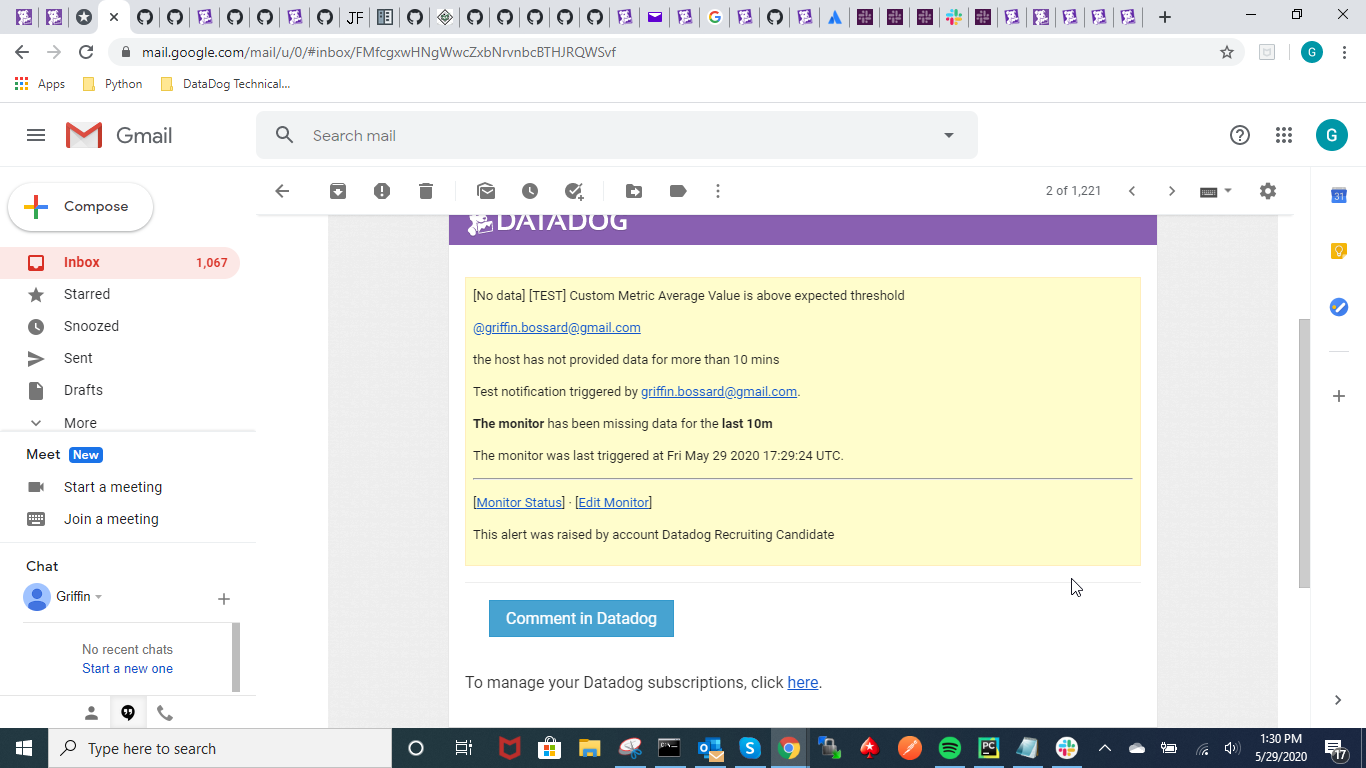 JF
mail.google.com/mail/u/0/#inbox/FMfcgxwHNgWwcZxbNrvnbcBTHJRQWSvf
G
Apps
Python
DataDog Technical...
Gmail
Search mail
G
Compose
2 of 1,221
31
DATADOG
Inbox 1,067
Starred
Snoozed
Sent
Drafts
More
[No data] [TEST] Custom Metric Average Value is above expected threshold
@griffin.bossard@gmail.com
the host has not provided data for more than 10 mins
Test notification triggered by griffin.bossard@gmail.com.
The monitor has been missing data for the last 10m
The monitor was last triggered at Fri May 29 2020 17:29:24 UTC.
[Monitor Status] · [Edit Monitor]
This alert was raised by account Datadog Recruiting Candidate
Comment in Datadog
To manage your Datadog subscriptions, click here.
Meet New
Start a meeting
Join a meeting
Chat
Griffin
No recent chats
Start a new one
Type here to search
PC
1:30 PM
5/29/2020
17